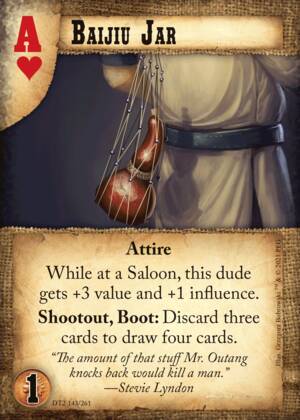 A
Baijiu Jar
Attire
While at a Saloon, this dude
gets +3 value and +1 influence.
Shootout, Boot: Discard three
cards to draw four cards.
“The amount of that stuff Mr. Outang
knocks back would kill a man.”
—Stevie Lyndon
1
DT2 143/261